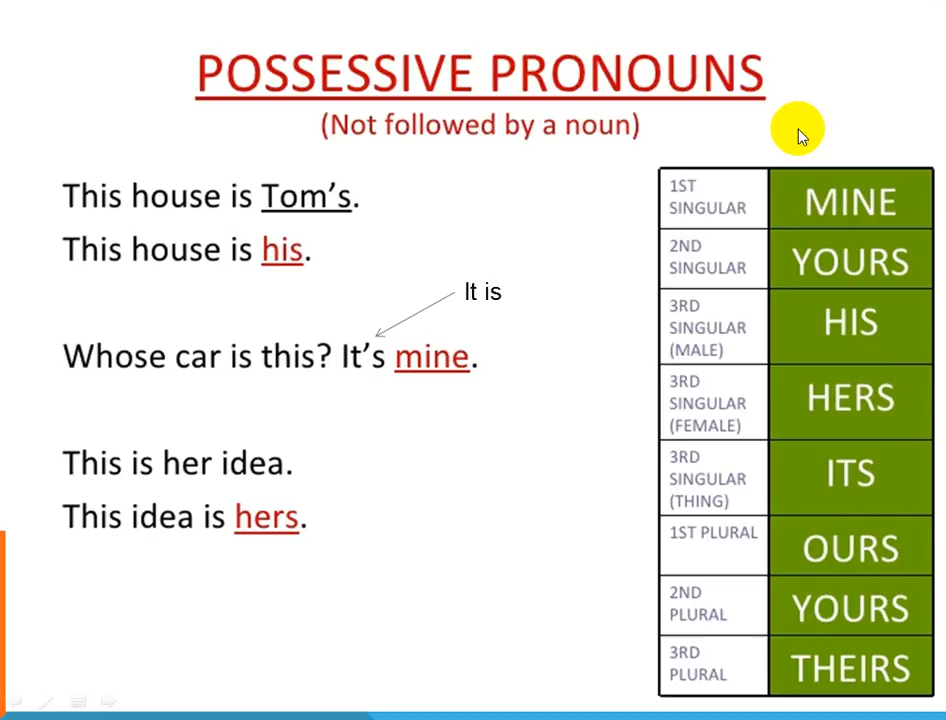 POSSESSIVE PRONOUNS
(Not followed by a noun)
This house is Tom's.
This house is his.
It is
Whose car is this? It's mine.
This is her idea.
This idea is hers.
1ST
SINGULAR
MINE
2ND
SINGULAR
YOURS
3RD
SINGULAR
(MALE)
HIS
3RD
SINGULAR
(FEMALE)
HERS
3RD
SINGULAR
(THING)
ITS
1ST PLURAL
OURS
2ND
PLURAL
YOURS
3RD
PLURAL
THEIRS